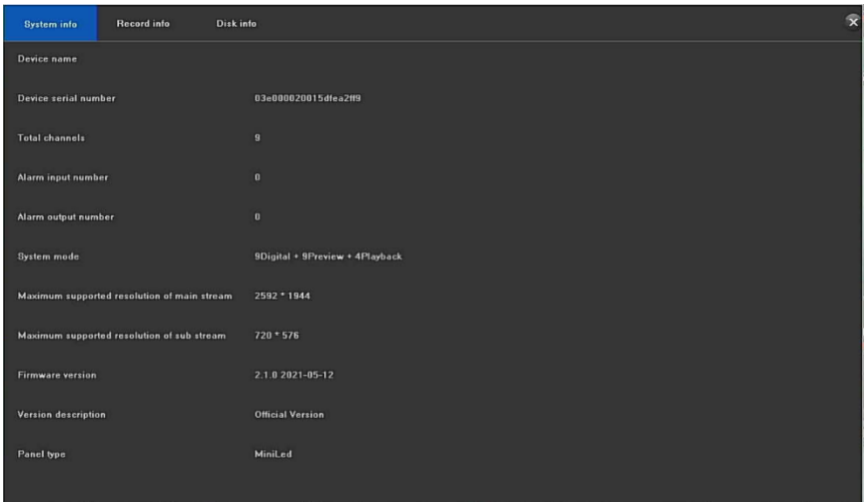 System info Record info Disk info
Device name
Device serial number 03e000020015dfea2ff9
Total channels 9
Alarm input number 0
Alarm output number 0
System mode 9Digital + 9Preview + 4Playback
Maximum supported resolution of main stream 2592 * 1944
Maximum supported resolution of sub stream 720 * 576
Firmware version 2.1.0 2021-05-12
Version description Official Version
Panel type MiniLed